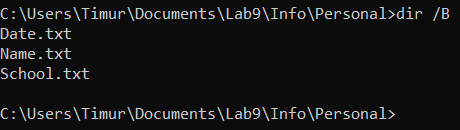 C:\Users\Timur\Documents\Lab9\Info\Personal>dir /B
Date.txt
Name.txt
School.txt
C:\Users\Timur\Documents\Lab9\Info\Personal>